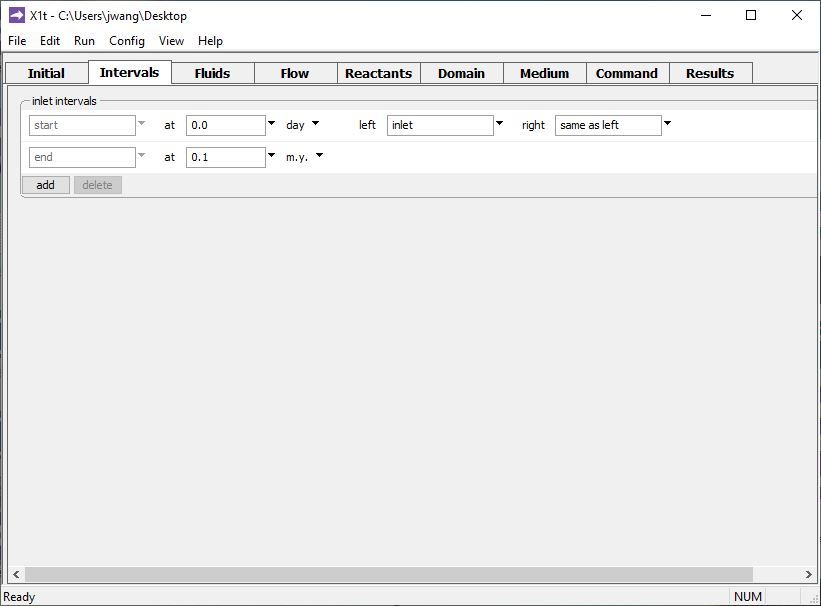 X1t - C:\Users\jwang\Desktop
File Edit Run Config View Help
Initial Intervals Fluids Flow Reactants Domain Medium Command Results
inlet intervals
start at 0.0 day left inlet right same as left
end at 0.1 m.y.
add delete
Ready NUM